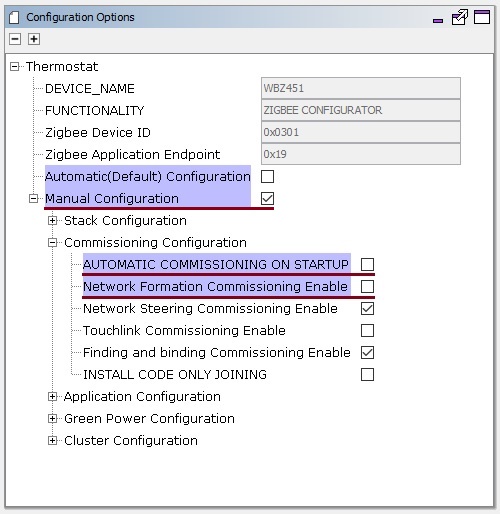 Configuration Options
Thermostat
DEVICE_NAME WBZ451
FUNCTIONALITY ZIGBEE CONFIGURATOR
Zigbee Device ID 0x0301
Zigbee Application Endpoint 0x19
Automatic(Default) Configuration
Manual Configuration
Stack Configuration
Commissioning Configuration
AUTOMATIC COMMISSIONING ON STARTUP
Network Formation Commissioning Enable
Network Steering Commissioning Enable
Touchlink Commissioning Enable
Finding and binding Commissioning Enable
INSTALL CODE ONLY JOINING
Application Configuration
Green Power Configuration
Cluster Configuration